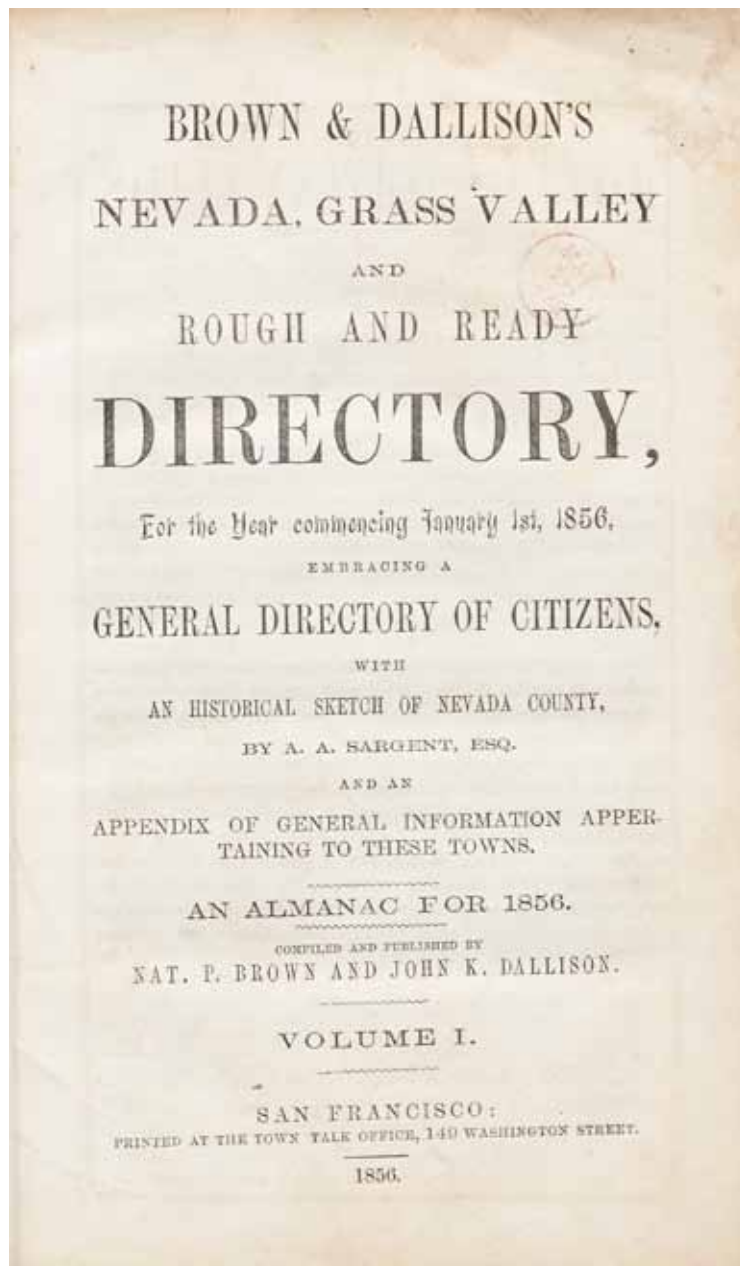 BROWN & DALLISON'S
NEVADA, GRASS VALLEY
AND
ROUGH AND READY
DIRECTORY,
For the Year commencing January 1st, 1856,
EMBRACING A
GENERAL DIRECTORY OF CITIZENS,
WITH
AN HISTORICAL SKETCH OF NEVADA COUNTY,
BY A. A. SARGENT, ESQ.
AND AN
APPENDIX OF GENERAL INFORMATION APPER-
TAINING TO THESE TOWNS.
AN ALMANAC FOR 1856.
COMPILED AND PUBLISHED BY
NAT. P. BROWN AND JOHN K. DALLISON.
VOLUME I.
SAN FRANCISCO:
PRINTED AT THE TOWN TALK OFFICE, 149 WASHINGTON STREET.
1856.